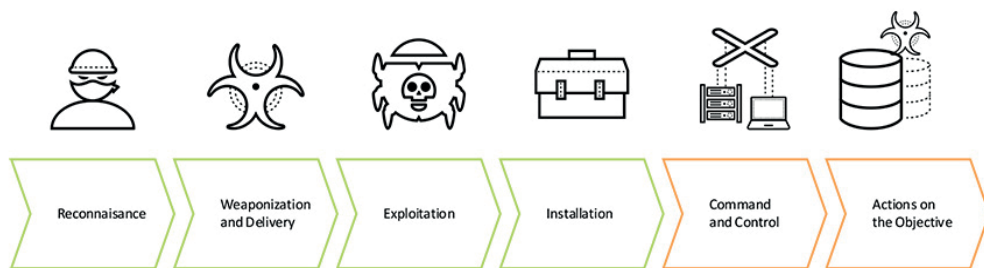 Reconnaisance
Weaponization
and Delivery
Exploitation
Installation
Command
and Control
Actions on
the Objective